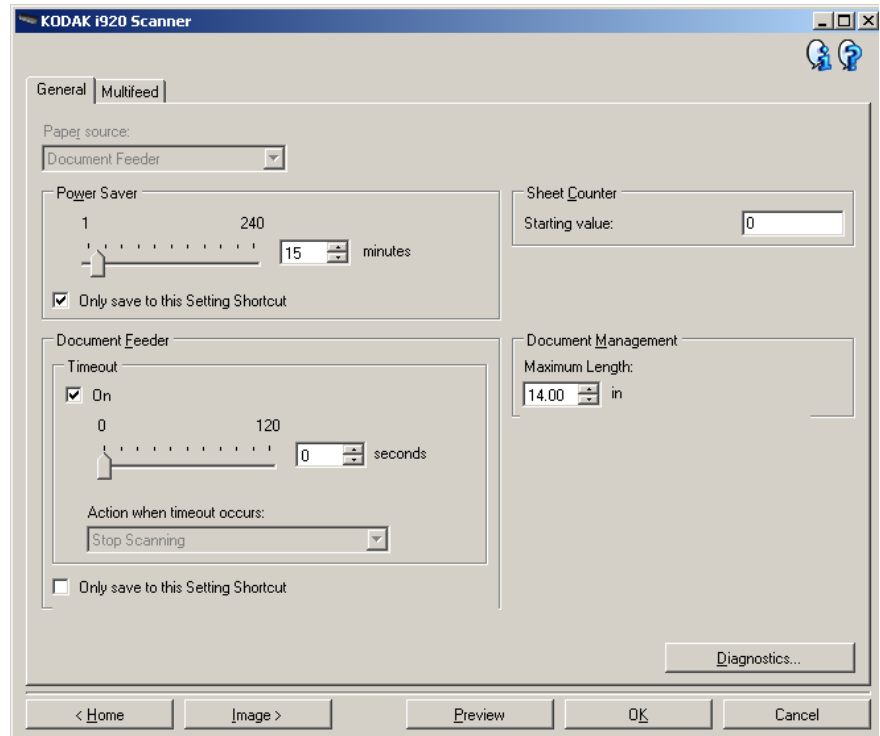 KODAK i920 Scanner
General
Multifeed
Paper source:
Document Feeder
Power Saver
1 240
15 minutes
Only save to this Setting Shortcut
Sheet Counter
Starting value: 0
Document Feeder
Timeout
On
0 120
0 seconds
Action when timeout occurs:
Stop Scanning
Only save to this Setting Shortcut
Document Management
Maximum Length:
14.00 in
Diagnostics...
< Home
Image >
Preview
OK
Cancel